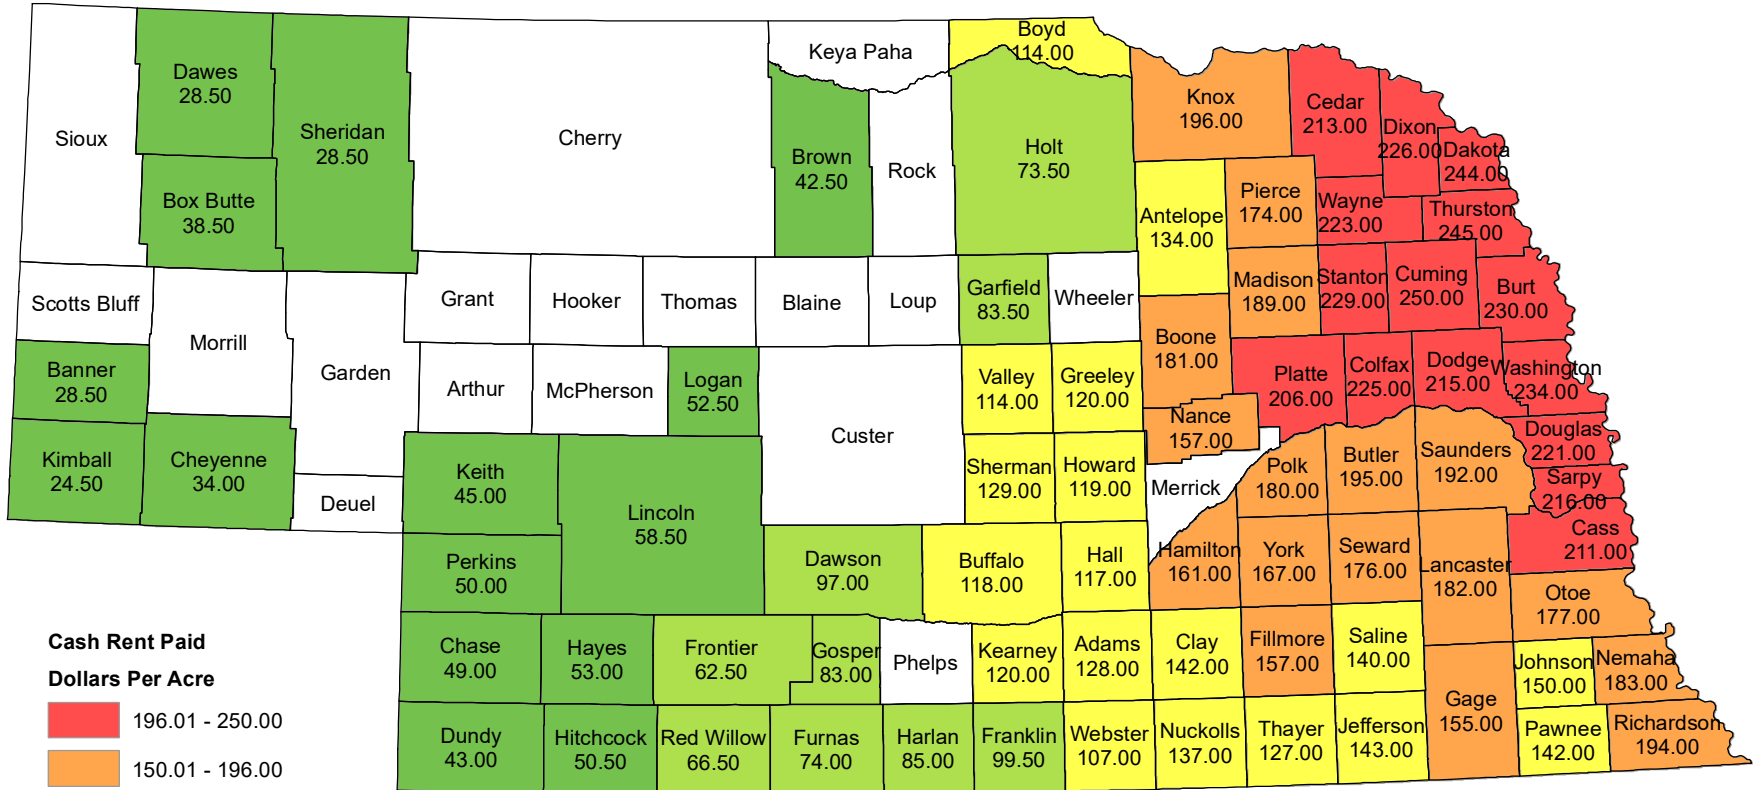 Boyd
114.00
Keya Paha
Dawes
28.50
Sheridan
28.50
Sioux
Cherry
Brown
42.50
Rock
Holt
73.50
Knox
196.00
Cedar
213.00
Dixon
226.00
Dakota
244.00
Box Butte
38.50
Antelope
134.00
Pierce
174.00
Wayne
223.00
Thurston
245.00
Scotts Bluff
Morrill
Garden
Grant
Hooker
Thomas
Blaine
Loup
Garfield
83.50
Wheeler
Madison
189.00
Stanton
229.00
Cuming
250.00
Burt
230.00
Banner
28.50
Arthur
McPherson
Logan
52.50
Custer
Valley
114.00
Greeley
120.00
Boone
181.00
Platte
206.00
Colfax
225.00
Dodge
215.00
Washington
234.00
Nance
157.00
Kimball
24.50
Cheyenne
34.00
Deuel
Keith
45.00
Lincoln
58.50
Sherman
129.00
Howard
119.00
Merrick
Polk
180.00
Butler
195.00
Saunders
192.00
Douglas
221.00
Sarpy
216.00
Cass
211.00
Perkins
50.00
Dawson
97.00
Buffalo
118.00
Hall
117.00
Hamilton
161.00
York
167.00
Seward
176.00
Lancaster
182.00
Otoe
177.00
Chase
49.00
Hayes
53.00
Frontier
62.50
Gosper
83.00
Phelps
Kearney
120.00
Adams
128.00
Clay
142.00
Fillmore
157.00
Saline
140.00
Johnson
150.00
Nemaha
183.00
Dundy
43.00
Hitchcock
50.50
Red Willow
66.50
Furnas
74.00
Harlan
85.00
Franklin
99.50
Webster
107.00
Nuckolls
137.00
Thayer
127.00
Jefferson
143.00
Gage
155.00
Pawnee
142.00
Richardson
194.00
Cash Rent Paid
Dollars Per Acre
196.01 - 250.00
150.01 - 196.00